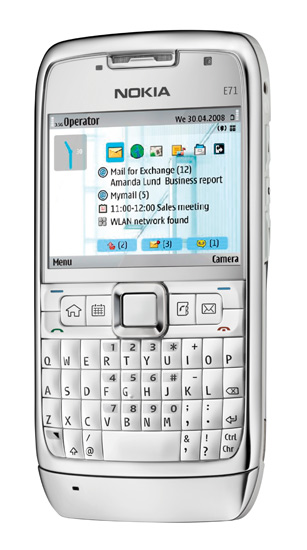 NOKIA E71
3.5G Operator We 30.04.2008
Mail for Exchange (12)
Amanda Lund Business report
Mymail (5)
11:00-12:00 Sales meeting
WLAN network found
(2) (3) (1)
Menu Camera
1 2 3 * +
Q W E R T Y U I O P
4 5 6 # -
A S D F G H J K L
7 8 9 0 ; :
Z X C V B N M , .
/ & ! Ctrl
@ ' ? Chr